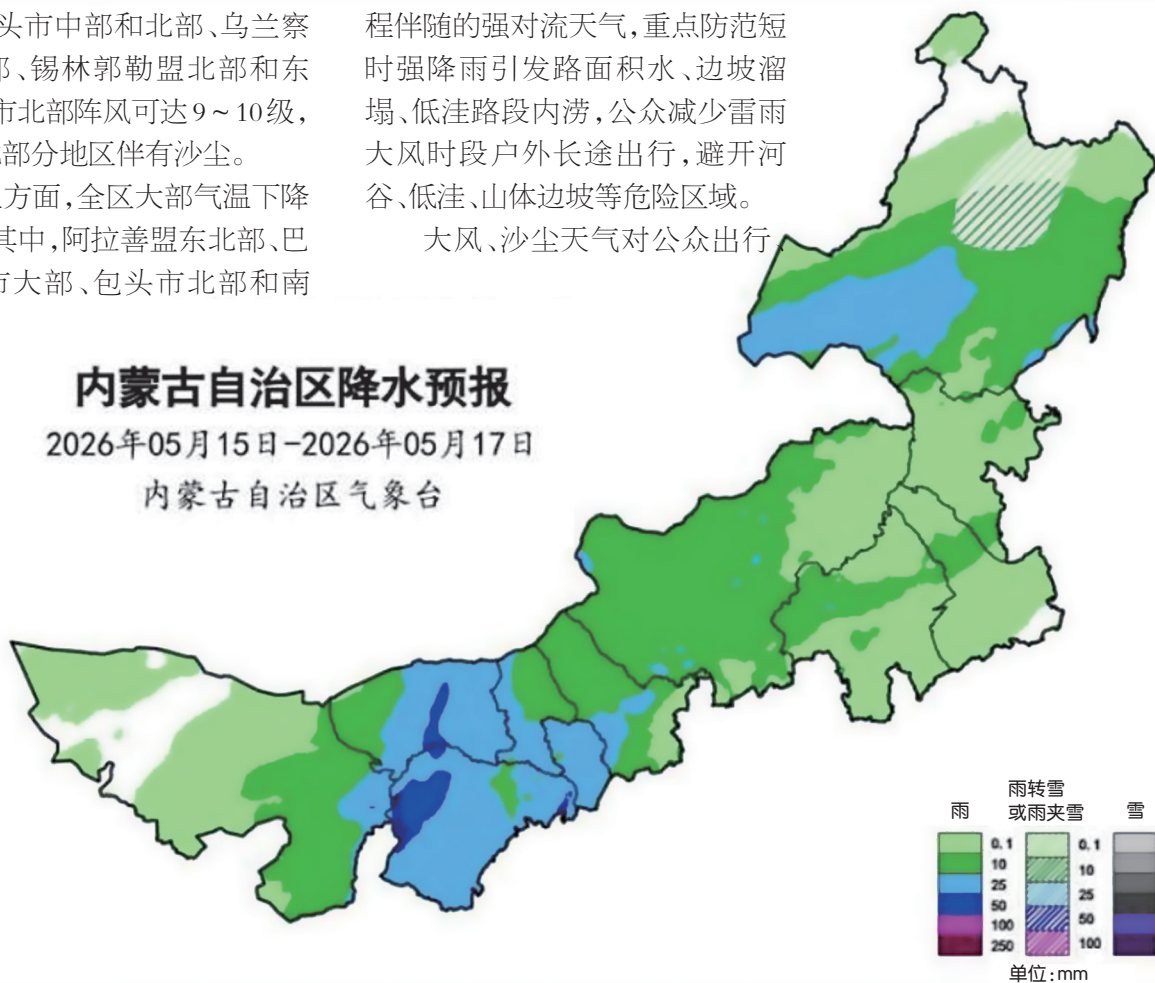 头市中部和北部、乌兰察
部、锡林郭勒盟北部和东
市北部阵风可达9~10级,
部分地区伴有沙尘。
方面,全区大部气温下降
其中,阿拉善盟东北部、巴
市大部、包头市北部和南
程伴随的强对流天气,重点防范短
时强降雨引发路面积水、边坡溜
塌、低洼路段内涝,公众减少雷雨
大风时段户外长途出行,避开河
谷、低洼、山体边坡等危险区域。
大风、沙尘天气对公众出行、
内蒙古自治区降水预报
2026年05月15日-2026年05月17日
内蒙古自治区气象台
雨
雨转雪
或雨夹雪
雪
0.1
10
25
50
100
250
0.1
10
25
50
100
单位:mm